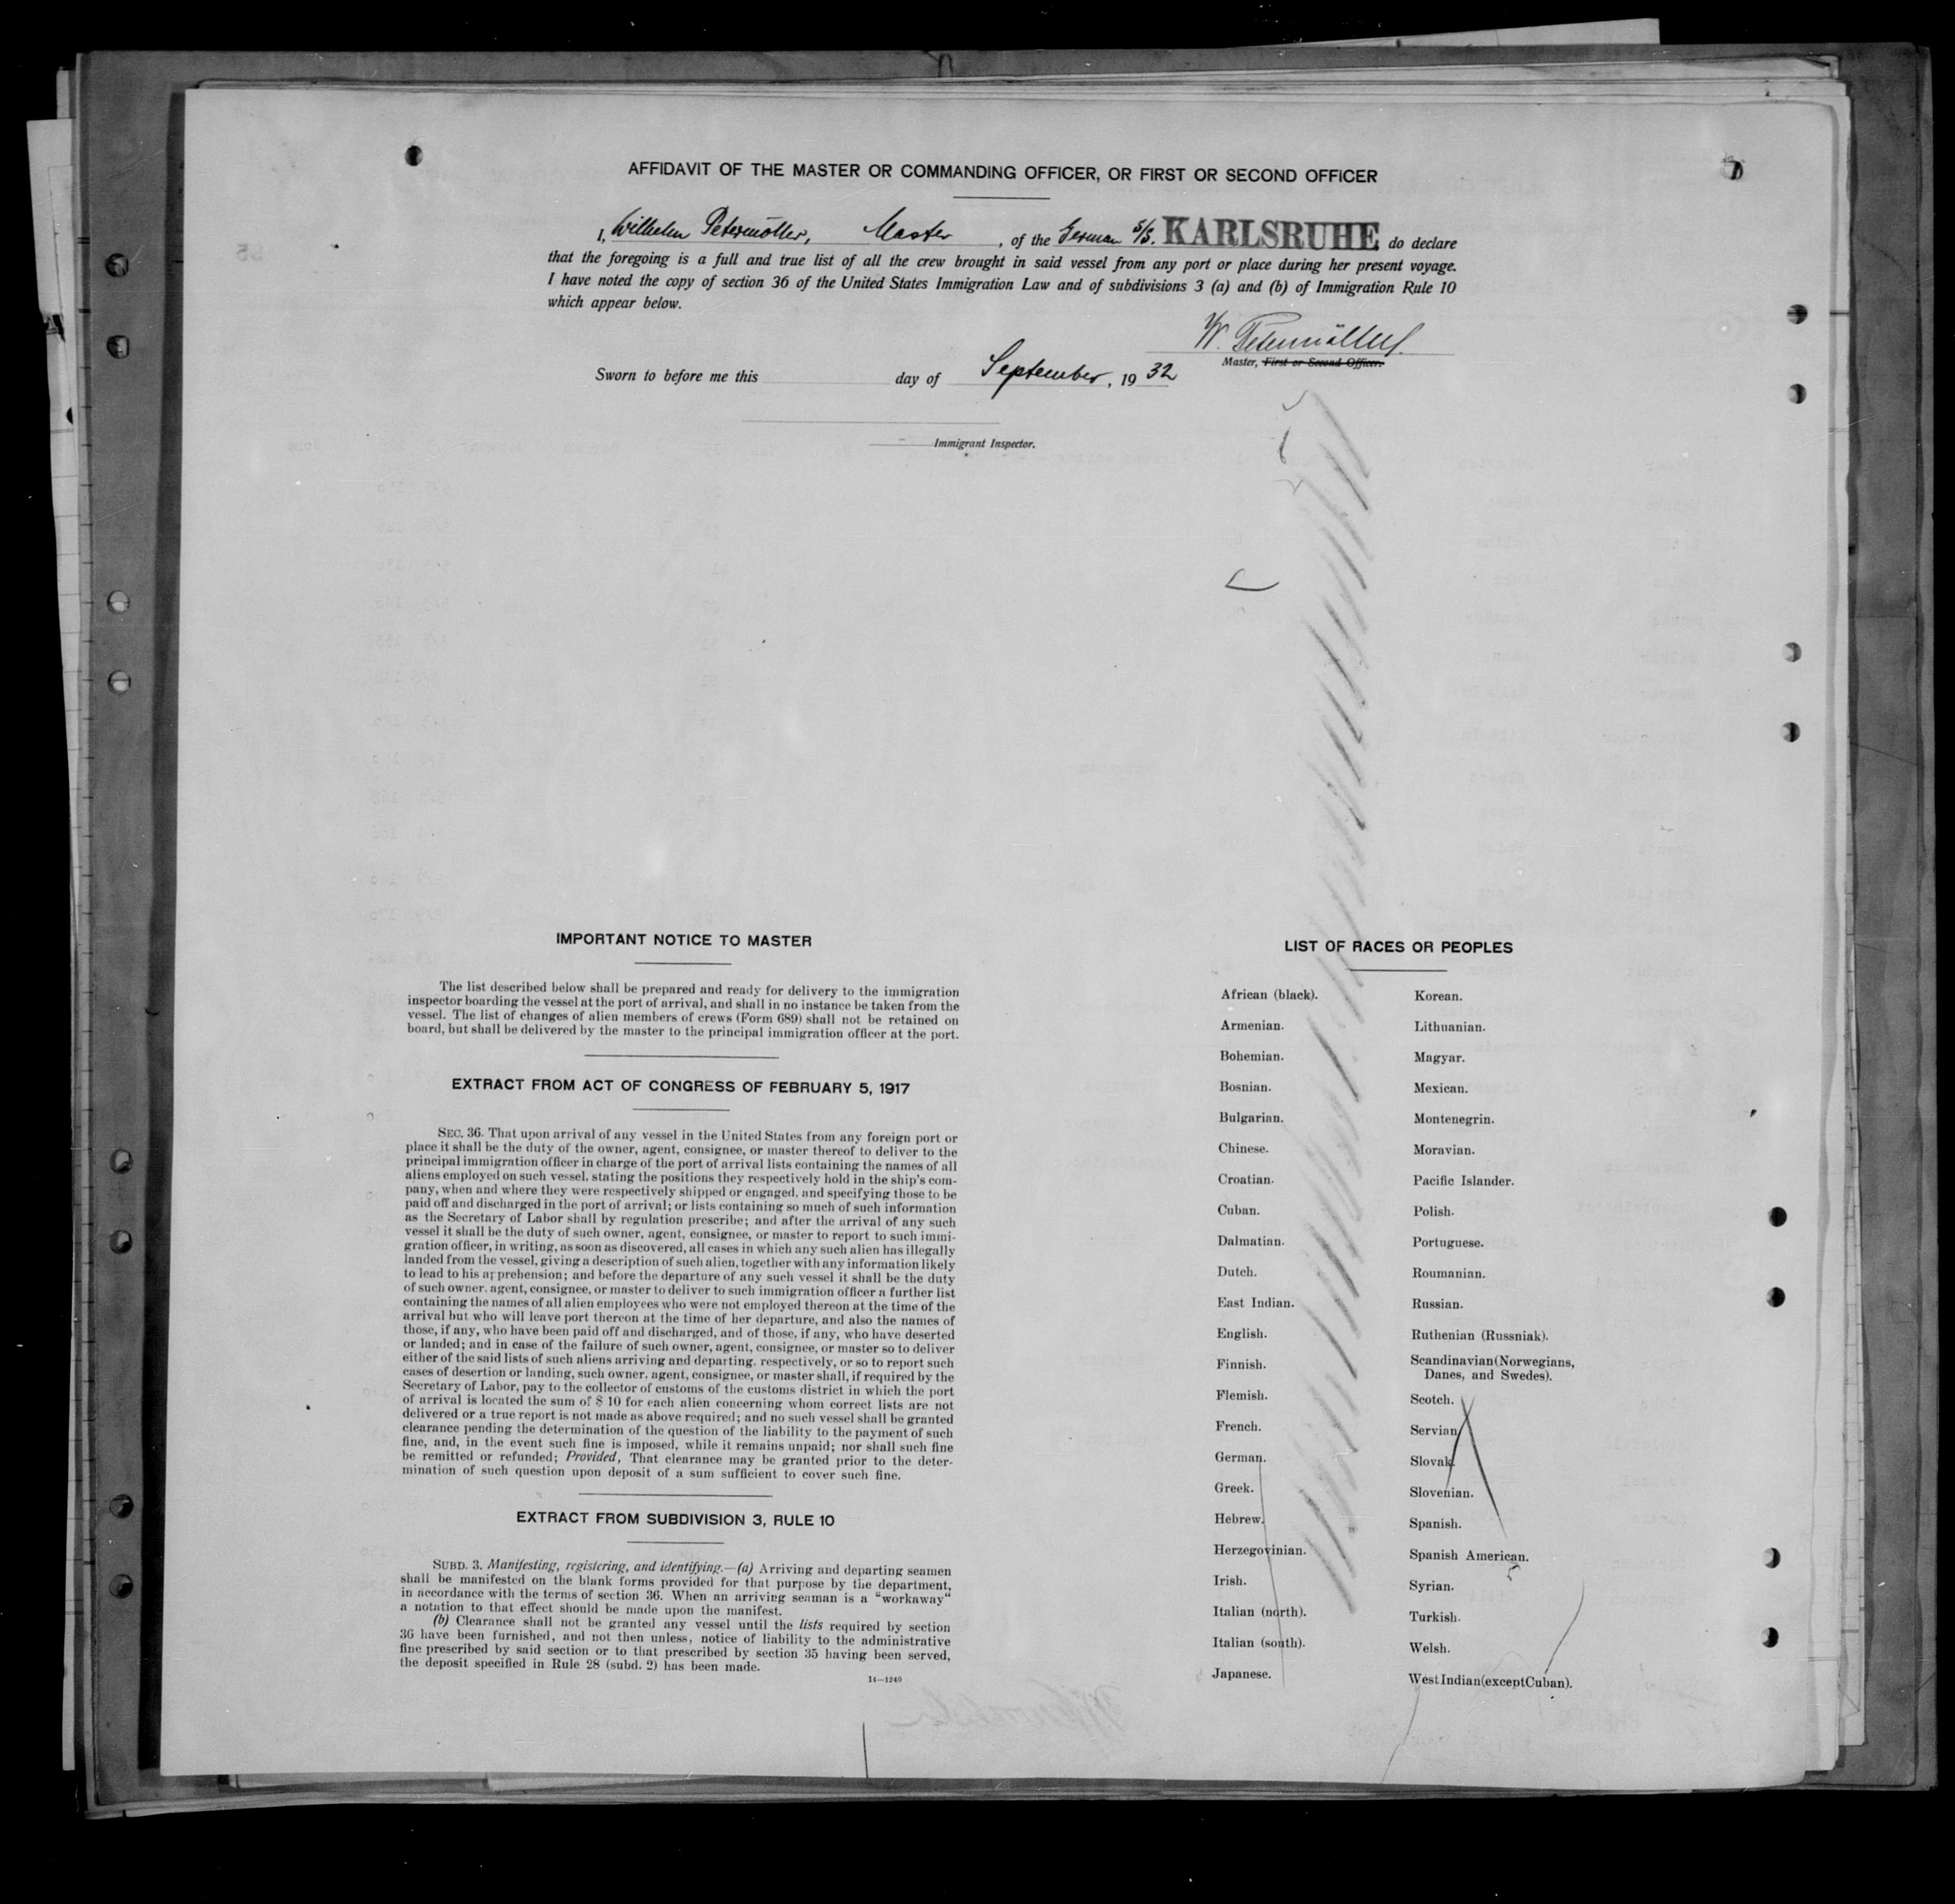 AFFIDAVIT OF THE MASTER OR COMMANDING OFFICER, OR FIRST OR SECOND OFFICER
I, Wilhelm Petermöller, Master, of the German S/S. KARLSRUHE do declare
that the foregoing is a full and true list of all the crew brought in said vessel from any port or place during her present voyage.
I have noted the copy of section 36 of the United States Immigration Law and of subdivisions 3 (a) and (b) of Immigration Rule 10
which appear below.
W. Petermöller
Master, First or Second Officer.
Sworn to before me this day of September, 1932
Immigrant Inspector.
IMPORTANT NOTICE TO MASTER
The list described below shall be prepared and ready for delivery to the immigration
inspector boarding the vessel at the port of arrival, and shall in no instance be taken from the
vessel. The list of changes of alien members of crews (Form 689) shall not be retained on
board, but shall be delivered by the master to the principal immigration officer at the port.
EXTRACT FROM ACT OF CONGRESS OF FEBRUARY 5, 1917
SEC. 36. That upon arrival of any vessel in the United States from any foreign port or
place it shall be the duty of the owner, agent, consignee, or master thereof to deliver to the
principal immigration officer in charge of the port of arrival lists containing the names of all
aliens employed on such vessel, stating the positions they respectively hold in the ship's com-
pany, when and where they were respectively shipped or engaged, and specifying those to be
paid off and discharged in the port of arrival; or lists containing so much of such information
as the Secretary of Labor shall by regulation prescribe; and after the arrival of any such
vessel it shall be the duty of such owner, agent, consignee, or master to report to such immi-
gration officer, in writing, as soon as discovered, all cases in which any such alien has illegally
landed from the vessel, giving a description of such alien, together with any information likely
to lead to his apprehension; and before the departure of any such vessel it shall be the duty
of such owner, agent, consignee, or master to deliver to such immigration officer a further list
containing the names of all alien employees who were not employed thereon at the time of the
arrival but who will leave port thereon at the time of her departure, and also the names of
those, if any, who have been paid off and discharged, and of those, if any, who have deserted
or landed; and in case of the failure of such owner, agent, consignee, or master so to deliver
either of the said lists of such aliens arriving and departing, respectively, or so to report such
cases of desertion or landing, such owner, agent, consignee, or master shall, if required by the
Secretary of Labor, pay to the collector of customs of the customs district in which the port
of arrival is located the sum of $ 10 for each alien concerning whom correct lists are not
delivered or a true report is not made as above required; and no such vessel shall be granted
clearance pending the determination of the question of the liability to the payment of such
fine, and, in the event such fine is imposed, while it remains unpaid; nor shall such fine
be remitted or refunded; Provided, That clearance may be granted prior to the deter-
mination of such question upon deposit of a sum sufficient to cover such fine.
EXTRACT FROM SUBDIVISION 3, RULE 10
SUBD. 3. Manifesting, registering, and identifying.—(a) Arriving and departing seamen
shall be manifested on the blank forms provided for that purpose by the department,
in accordance with the terms of section 36. When an arriving seaman is a “workaway“
a notation to that effect should be made upon the manifest.
(b) Clearance shall not be granted any vessel until the lists required by section
36 have been furnished, and not then unless, notice of liability to the administrative
fine prescribed by said section or to that prescribed by section 35 having been served,
the deposit specified in Rule 28 (subd. 2) has been made.
14—1240
LIST OF RACES OR PEOPLES
African (black).
Armenian.
Bohemian.
Bosnian.
Bulgarian.
Chinese.
Croatian.
Cuban.
Dalmatian.
Dutch.
East Indian.
English.
Finnish.
Flemish.
French.
German.
Greek.
Hebrew.
Herzegovinian.
Irish.
Italian (north).
Italian (south).
Japanese.
Korean.
Lithuanian.
Magyar.
Mexican.
Montenegrin.
Moravian.
Pacific Islander.
Polish.
Portuguese.
Roumanian.
Russian.
Ruthenian (Russniak).
Scandinavian (Norwegians,
Danes, and Swedes).
Scotch.
Servian.
Slovak.
Slovenian.
Spanish.
Spanish American.
Syrian.
Turkish.
Welsh.
West Indian (except Cuban).